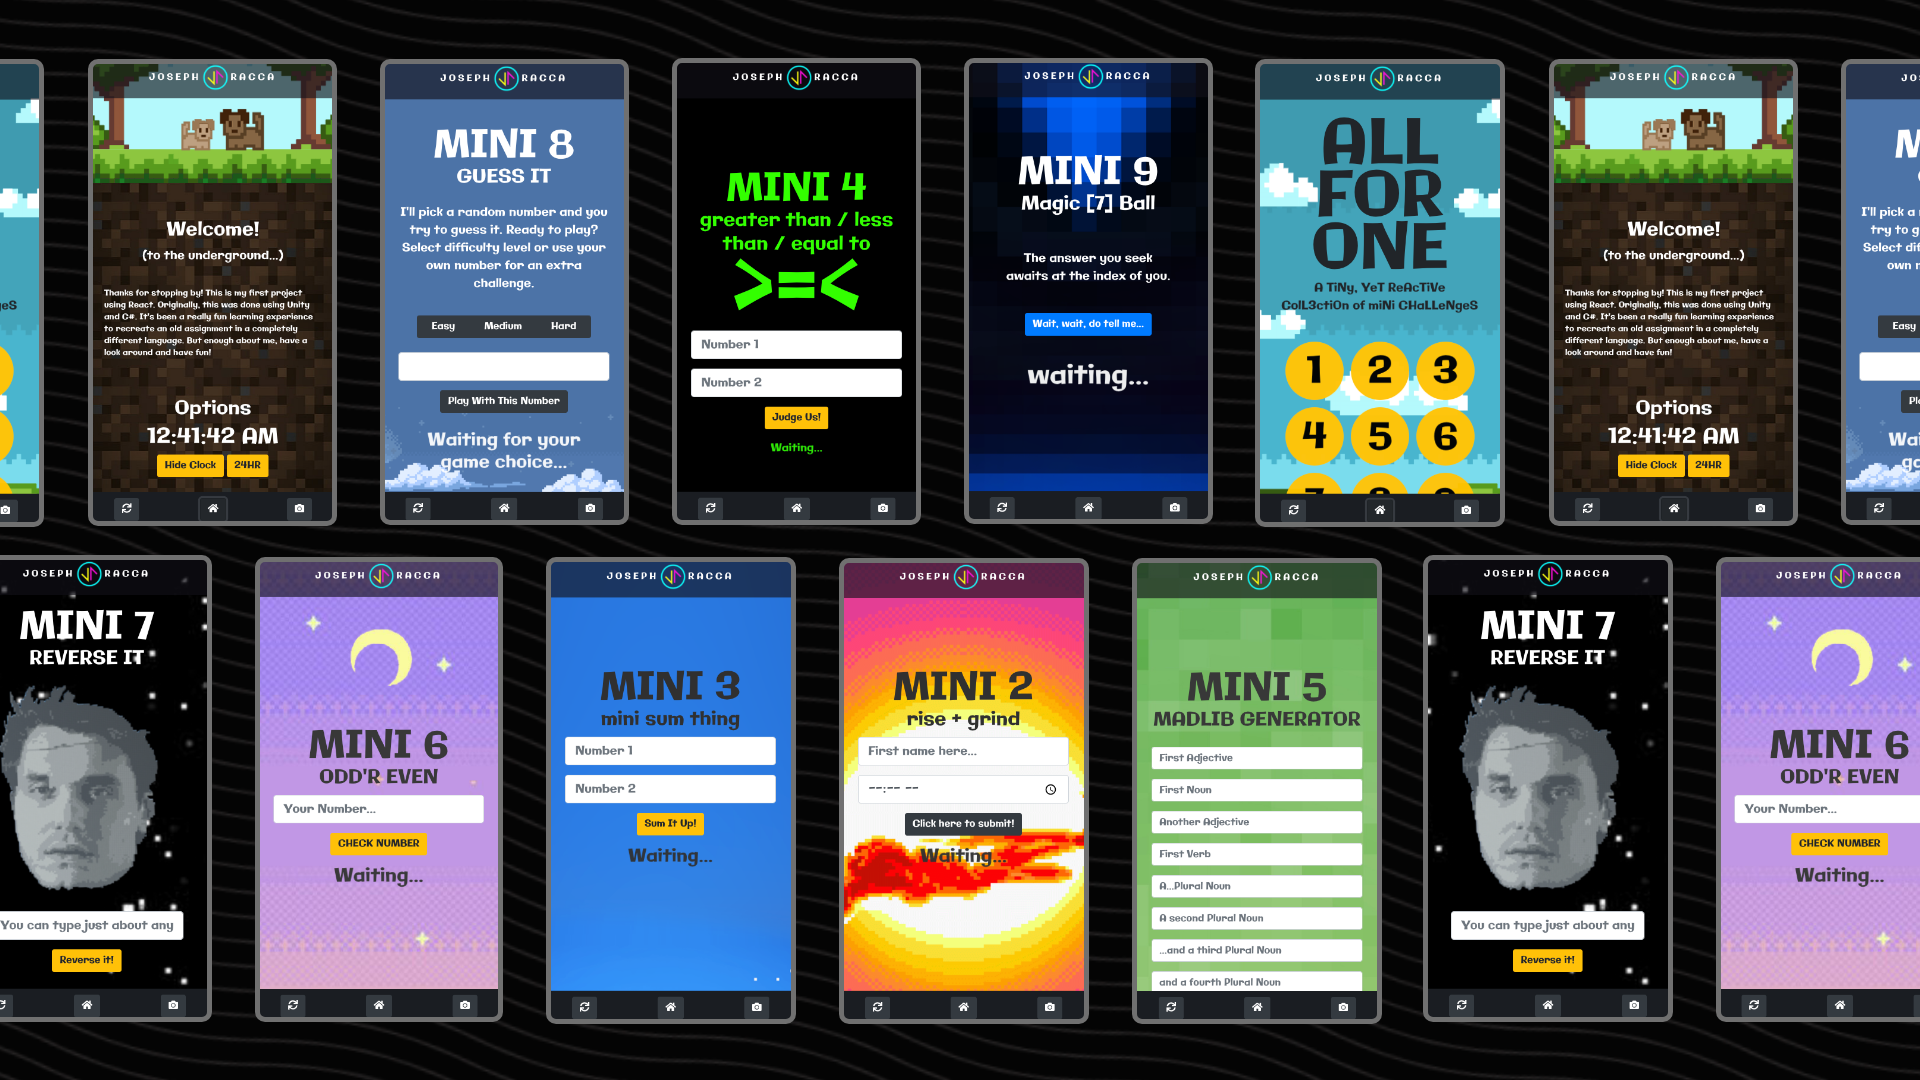 JOSEPH RACCA
Welcome!
(to the underground...)
Thanks for stopping by! This is my first project
using React. Originally, this was done using Unity
and C#. It's been a really fun learning experience
to recreate an old assignment in a completely
different language. But enough about me, have a
look around and have fun!
Options
12:41:42 AM
Hide Clock 24HR
JOSEPH RACCA
MINI 8
GUESS IT
I'll pick a random number and you
try to guess it. Ready to play?
Select difficulty level or use your
own number for an extra
challenge.
Easy Medium Hard
Play With This Number
Waiting for your
game choice...
JOSEPH RACCA
MINI 4
greater than / less
than / equal to
>=<
Number 1
Number 2
Judge Us!
Waiting...
JOSEPH RACCA
MINI 9
Magic [7] Ball
The answer you seek
awaits at the index of you.
Wait, wait, do tell me...
waiting...
JOSEPH RACCA
ALL
FOR
ONE
A TiNy, YeT ReAcTiVe
ColL3ctiOn of miNi CHaLLeNgeS
1 2 3
4 5 6
JOSEPH RACCA
Welcome!
(to the underground...)
Thanks for stopping by! This is my first project
using React. Originally, this was done using Unity
and C#. It's been a really fun learning experience
to recreate an old assignment in a completely
different language. But enough about me, have a
look around and have fun!
Options
12:41:42 AM
Hide Clock 24HR
I'll pick a
try to g
Select dif
own n
Easy
JOSEPH RACCA
MINI 7
REVERSE IT
You can type just about any
Reverse it!
JOSEPH RACCA
MINI 6
ODD'R EVEN
Your Number...
CHECK NUMBER
Waiting...
JOSEPH RACCA
MINI 3
mini sum thing
Number 1
Number 2
Sum It Up!
Waiting...
JOSEPH RACCA
MINI 2
rise + grind
First name here...
--:-- --
Click here to submit!
Waiting...
JOSEPH RACCA
MINI 5
MADLIB GENERATOR
First Adjective
First Noun
Another Adjective
First Verb
A...Plural Noun
A second Plural Noun
...and a third Plural Noun
and a fourth Plural Noun
JOSEPH RACCA
MINI 7
REVERSE IT
You can type just about any
Reverse it!
JOSEPH RACCA
MINI 6
ODD'R EVEN
Your Number...
CHECK NUMBER
Waiting...